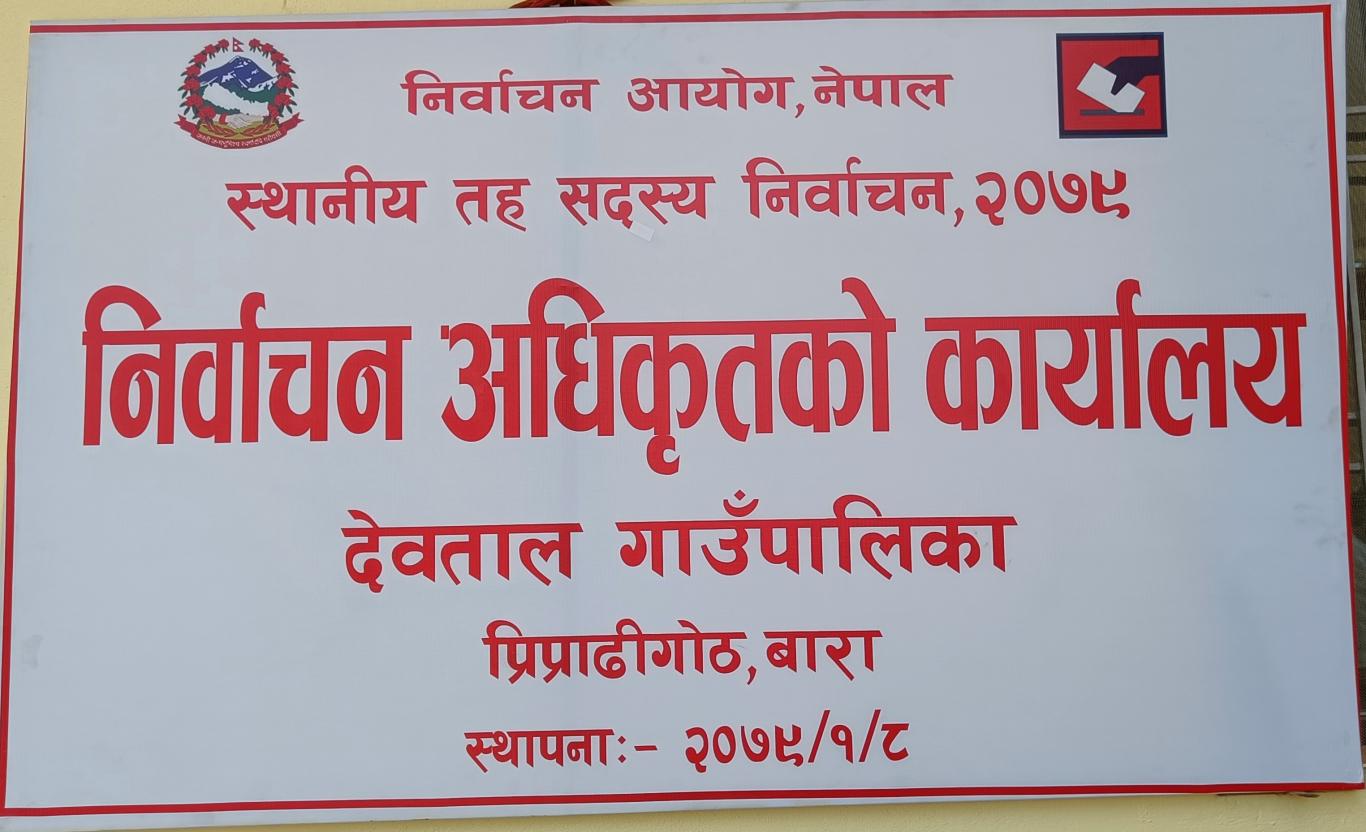 निर्वाचन आयोग, नेपाल
स्थानीय तह सदस्य निर्वाचन, २०७९
निर्वाचन अधिकृतको कार्यालय
देवताल गाउँपालिका
प्रिप्राढीगोठ, बारा
स्थापनाः- २०७९/१/८